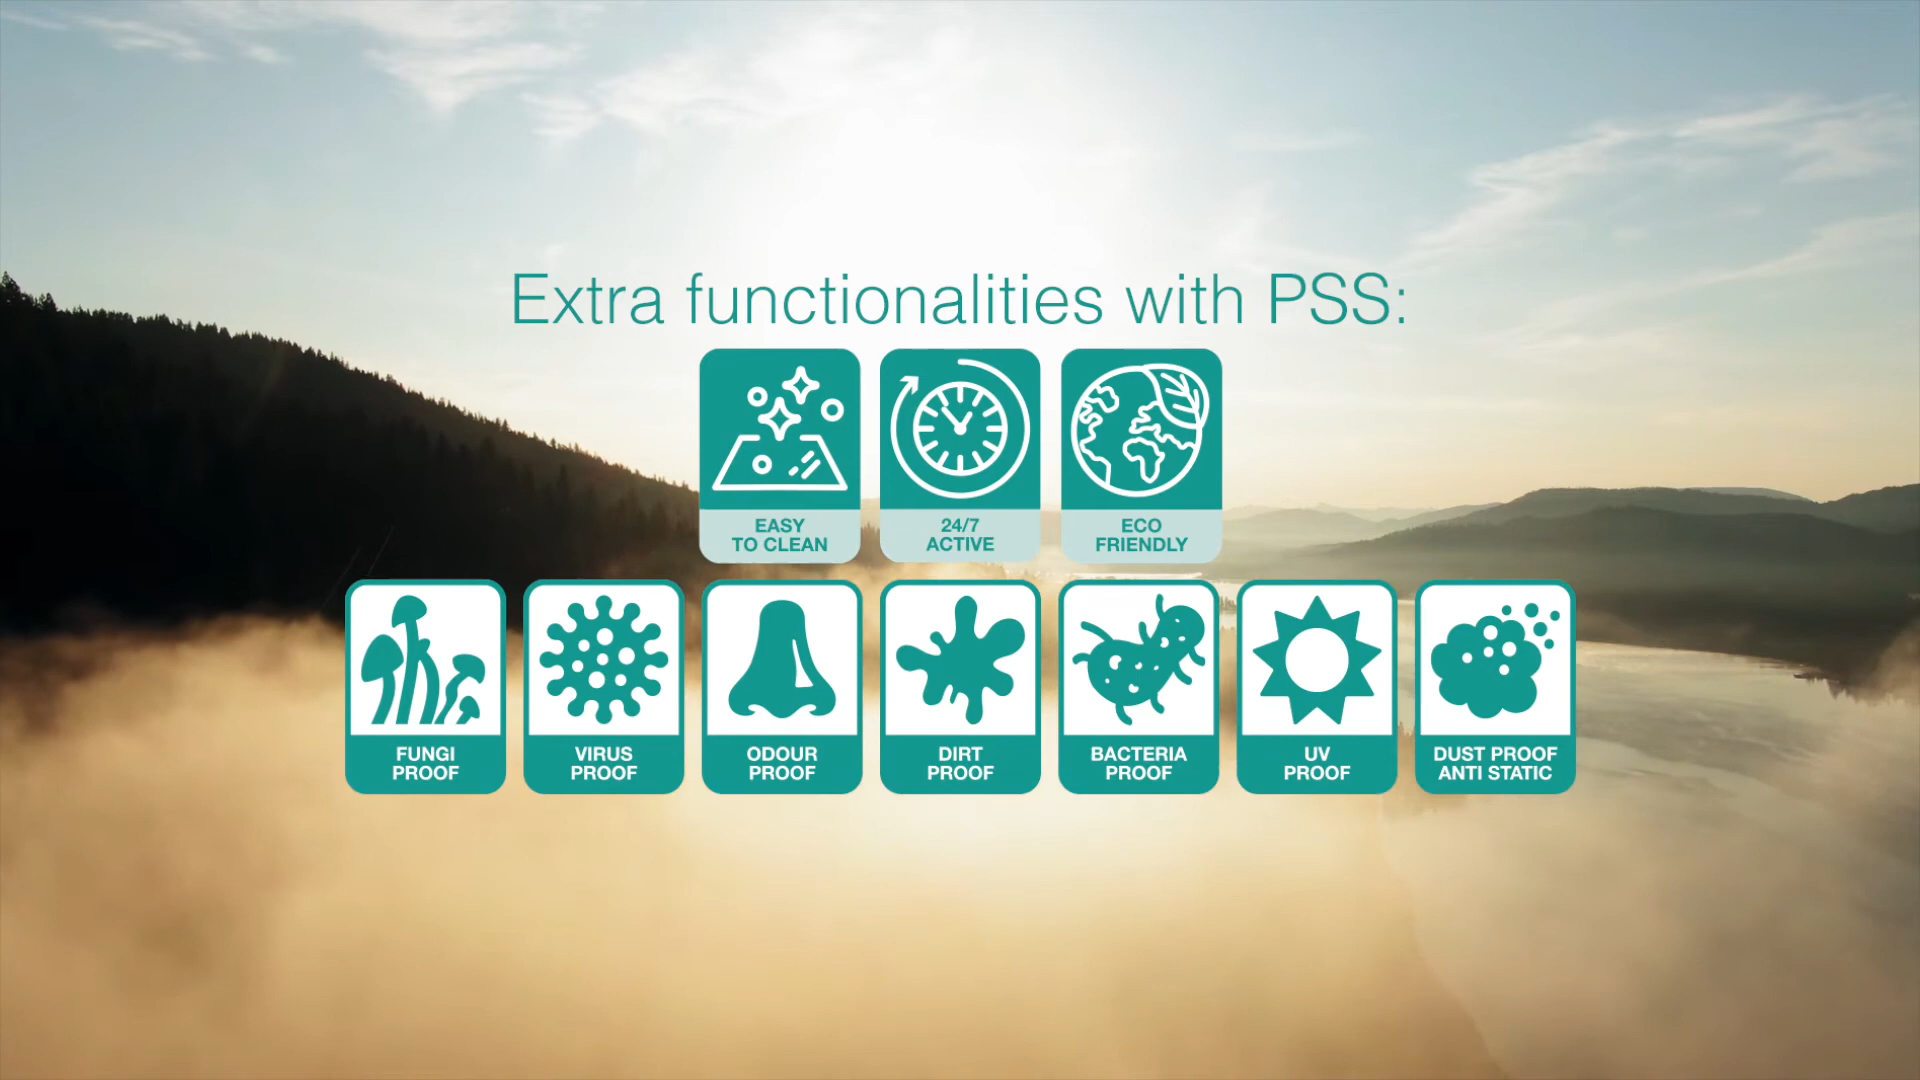 Extra functionalities with PSS:
EASY
TO CLEAN
24/7
ACTIVE
ECO
FRIENDLY
FUNGI
PROOF
VIRUS
PROOF
ODOUR
PROOF
DIRT
PROOF
BACTERIA
PROOF
UV
PROOF
DUST PROOF
ANTI STATIC